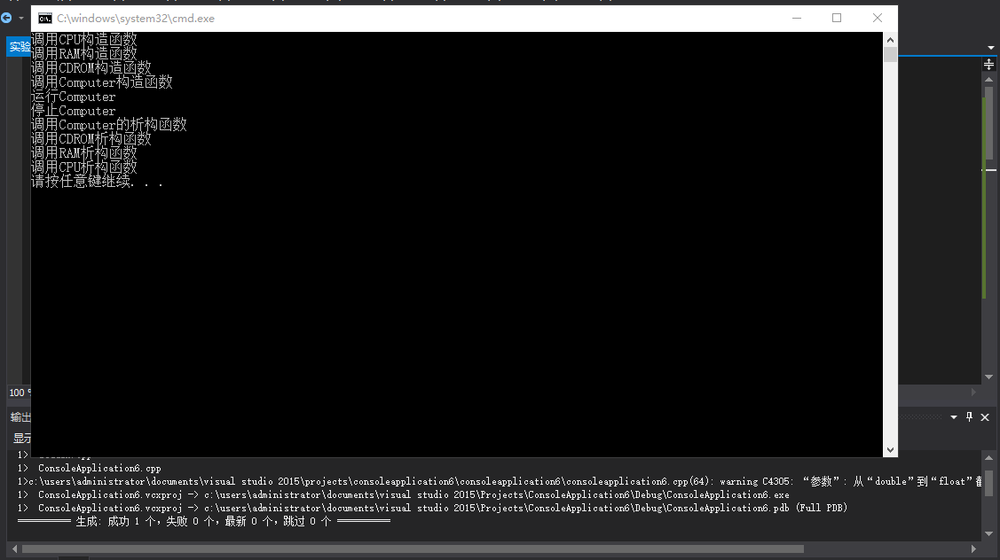 C:\windows\system32\cmd.exe
实验
调用CPU构造函数
调用RAM构造函数
调用CDROM构造函数
调用Computer构造函数
运行Computer
停止Computer
调用Computer的析构函数
调用CDROM析构函数
调用RAM析构函数
调用CPU析构函数
请按任意键继续. . .
100 %
输出
显示
1>
1> ConsoleApplication6.cpp
1>c:\users\administrator\documents\visual studio 2015\projects\consoleapplication6\consoleapplication6\consoleapplication6.cpp(64): warning C4305: “参数”: 从“double”到“float”截
1> ConsoleApplication6.vcxproj -> c:\users\administrator\documents\visual studio 2015\Projects\ConsoleApplication6\Debug\ConsoleApplication6.exe
1> ConsoleApplication6.vcxproj -> c:\users\administrator\documents\visual studio 2015\Projects\ConsoleApplication6\Debug\ConsoleApplication6.pdb (Full PDB)
========== 生成: 成功 1 个，失败 0 个，最新 0 个，跳过 0 个 ==========